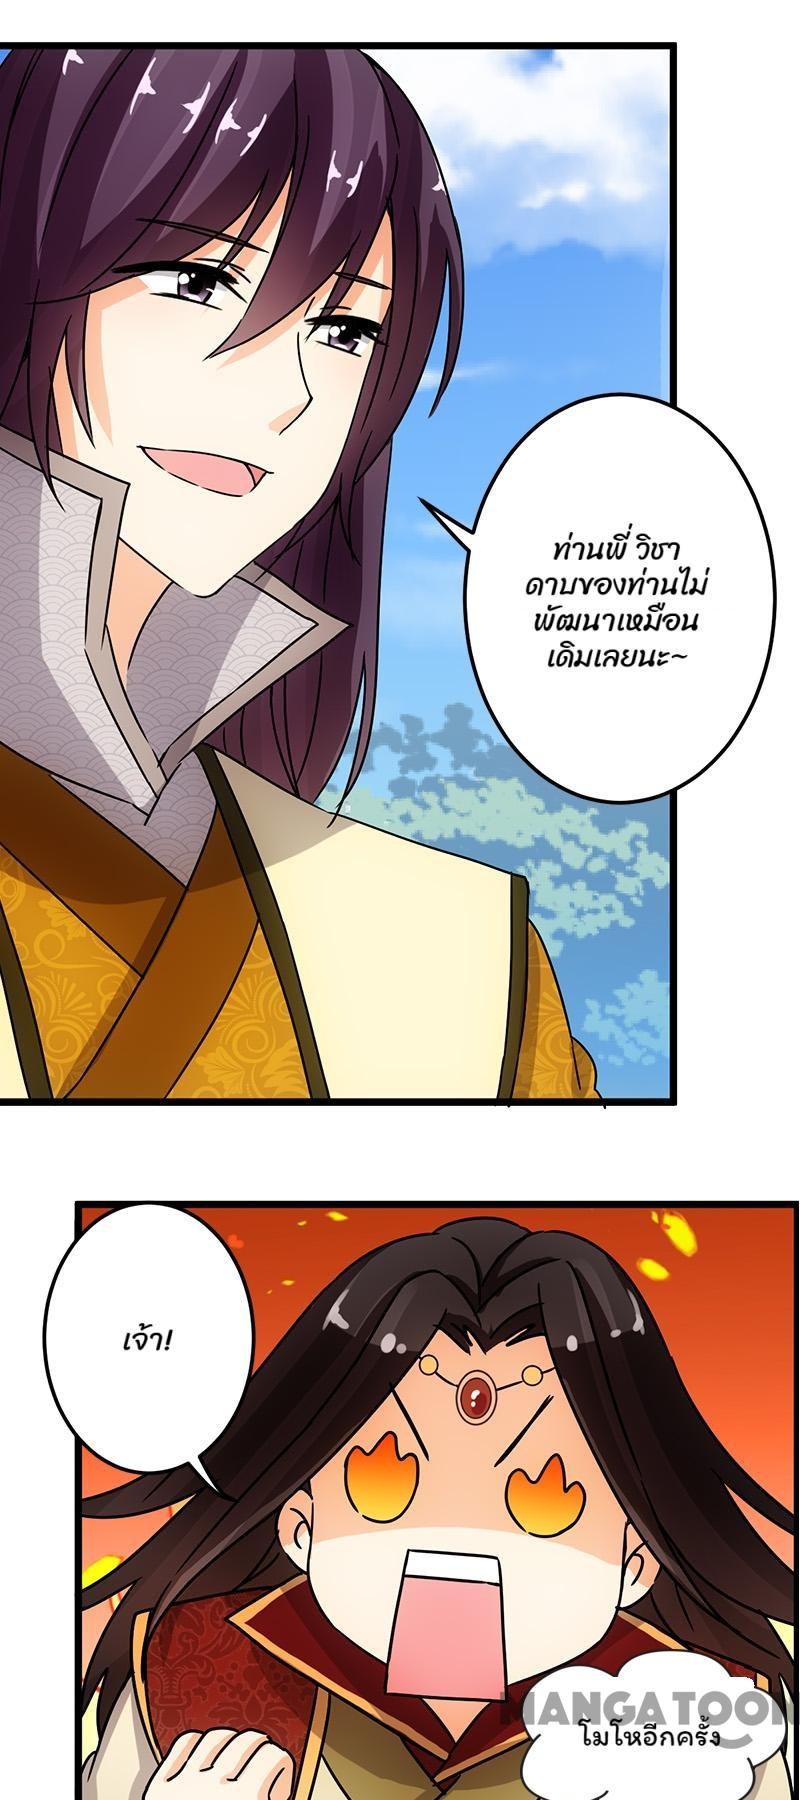 ท่านพี่ วิชา
ดาบของท่านไม่
พัฒนาเหมือน
เดิมเลยนะ~
เจ้า!
MANGA TOON
โมโหอีกครั้ง